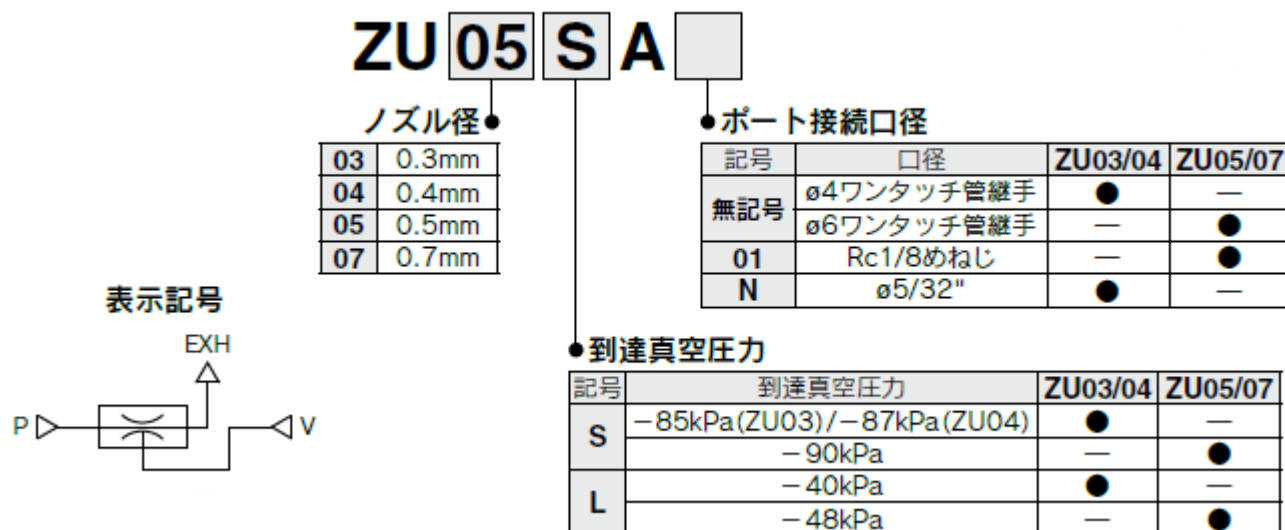 ZU 05 S A
ノズル径
03 0.3mm
04 0.4mm
05 0.5mm
07 0.7mm
ポート接続口径
記号 口径 ZU03/04 ZU05/07
無記号 ø4ワンタッチ管継手 ● —
ø6ワンタッチ管継手 — ●
01 Rc1/8めねじ — ●
N ø5/32" ● —
表示記号
EXH
P V
到達真空圧力
記号 到達真空圧力 ZU03/04 ZU05/07
S －85kPa(ZU03)/－87kPa(ZU04) ● —
－90kPa — ●
L －40kPa ● —
－48kPa — ●